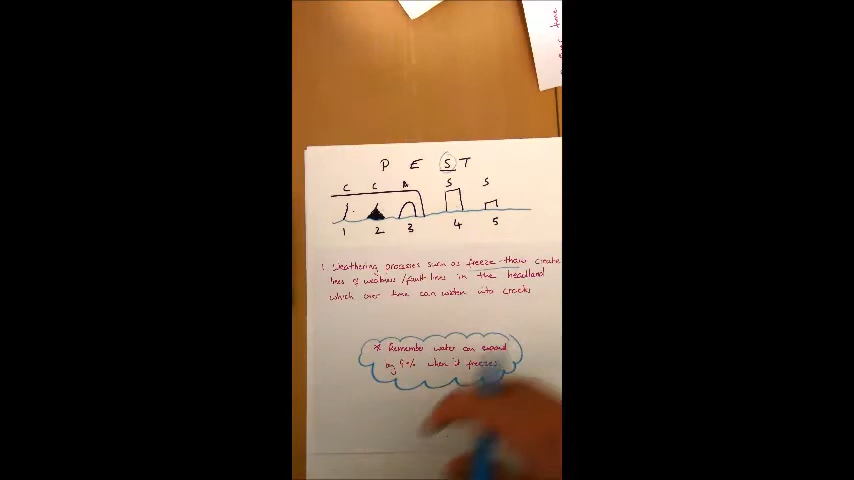 P E S T
C C A S S
1 2 3 4 5
1 Weathering processes such as freeze-thaw create
lines of weakness/fault lines in the headland
which over time can widen into cracks
* Remember water can expand
by 9% when it freezes
time